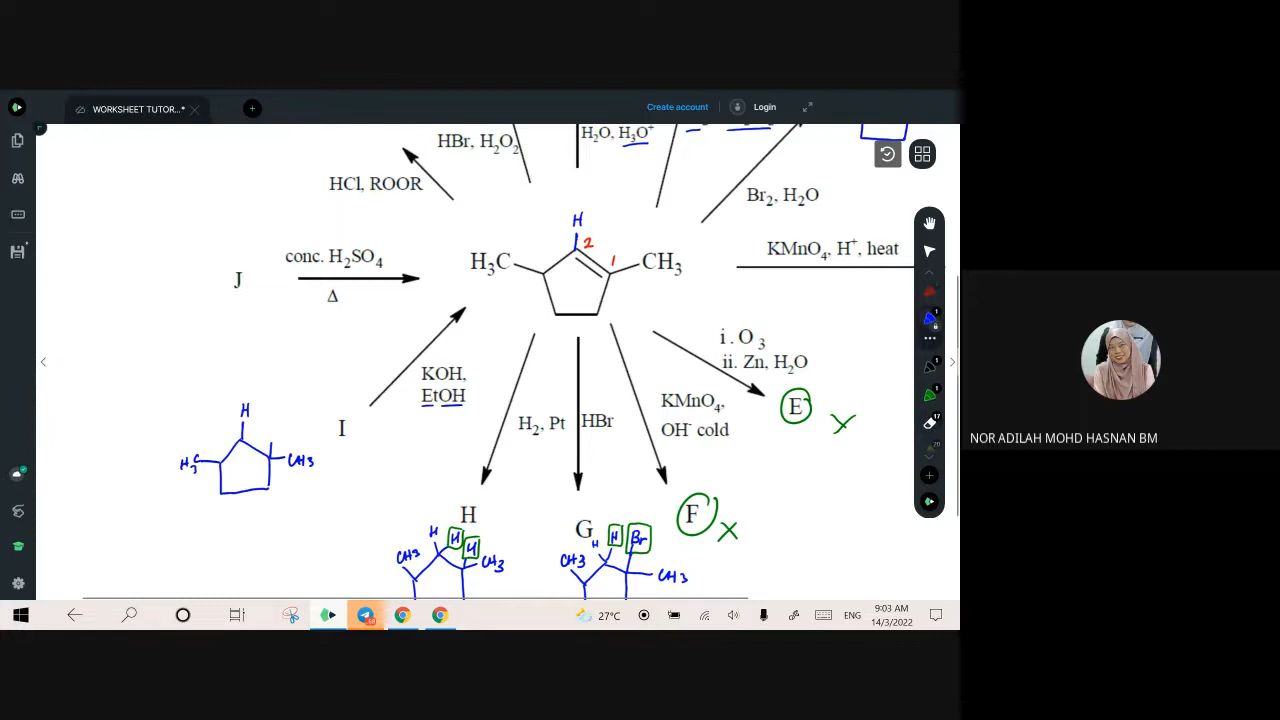 WORKSHEET TUTOR...*
Create account
Login
HBr, H₂O₂
H₂O, H₃O⁺
HCl, ROOR
Br₂, H₂O
H
2
1
H₃C
CH₃
KMnO₄, H⁺, heat
conc. H₂SO₄
Δ
J
i. O₃
ii. Zn, H₂O
KOH,
EtOH
H₂, Pt
HBr
KMnO₄,
OH⁻ cold
E X
I
H
H₃C
CH₃
H
G
F X
NOR ADILAH MOHD HASNAN BM
CH₃ H H H CH₃
CH₃ H H Br CH₃
27°C
ENG
9:03 AM
14/3/2022